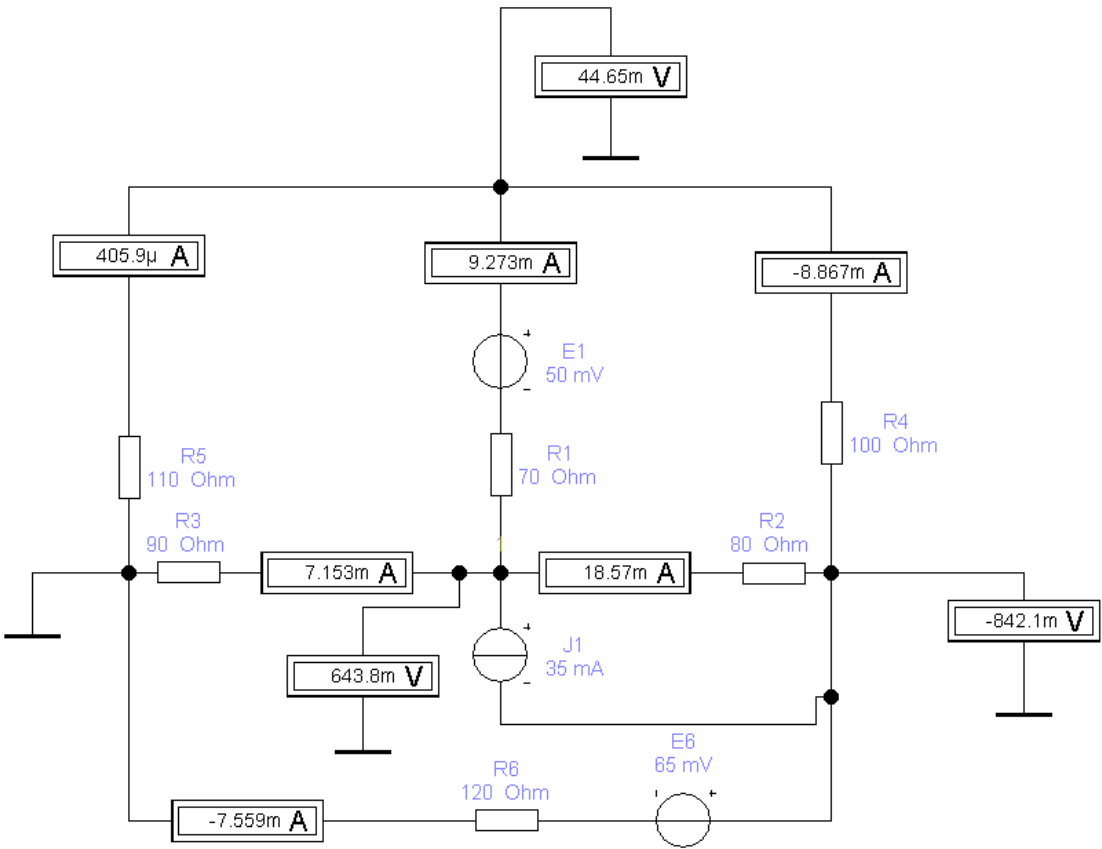 44.65m V
405.9µ A
9.273m A
-8.867m A
+
E1
50 mV
-
R4
100 Ohm
R5
110 Ohm
R1
70 Ohm
R3
90 Ohm
R2
80 Ohm
7.153m A
18.57m A
-842.1m V
+
J1
35 mA
-
643.8m V
E6
65 mV
R6
120 Ohm
- +
-7.559m A